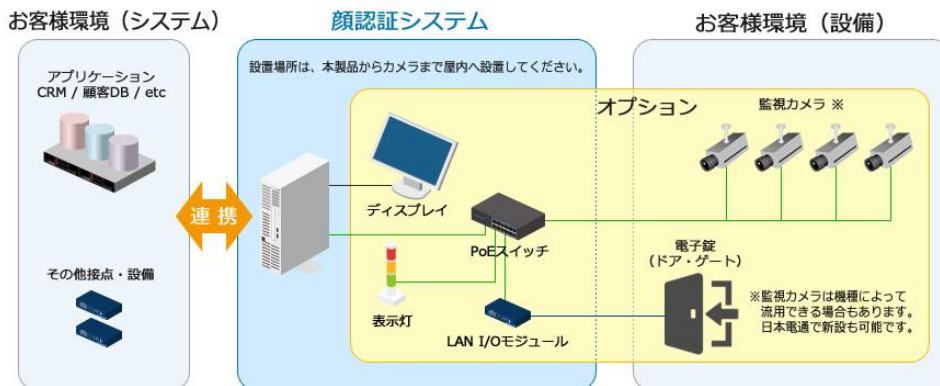 お客様環境（システム）
顔認証システム
お客様環境（設備）
アプリケーション
CRM / 顧客DB / etc
連携
その他接点・設備
設置場所は、本製品からカメラまで屋内へ設置してください。
オプション
ディスプレイ
PoEスイッチ
表示灯
LAN I/Oモジュール
監視カメラ ※
電子錠
（ドア・ゲート）
※監視カメラは機種によって
流用できる場合もあります。
日本電通で新設も可能です。